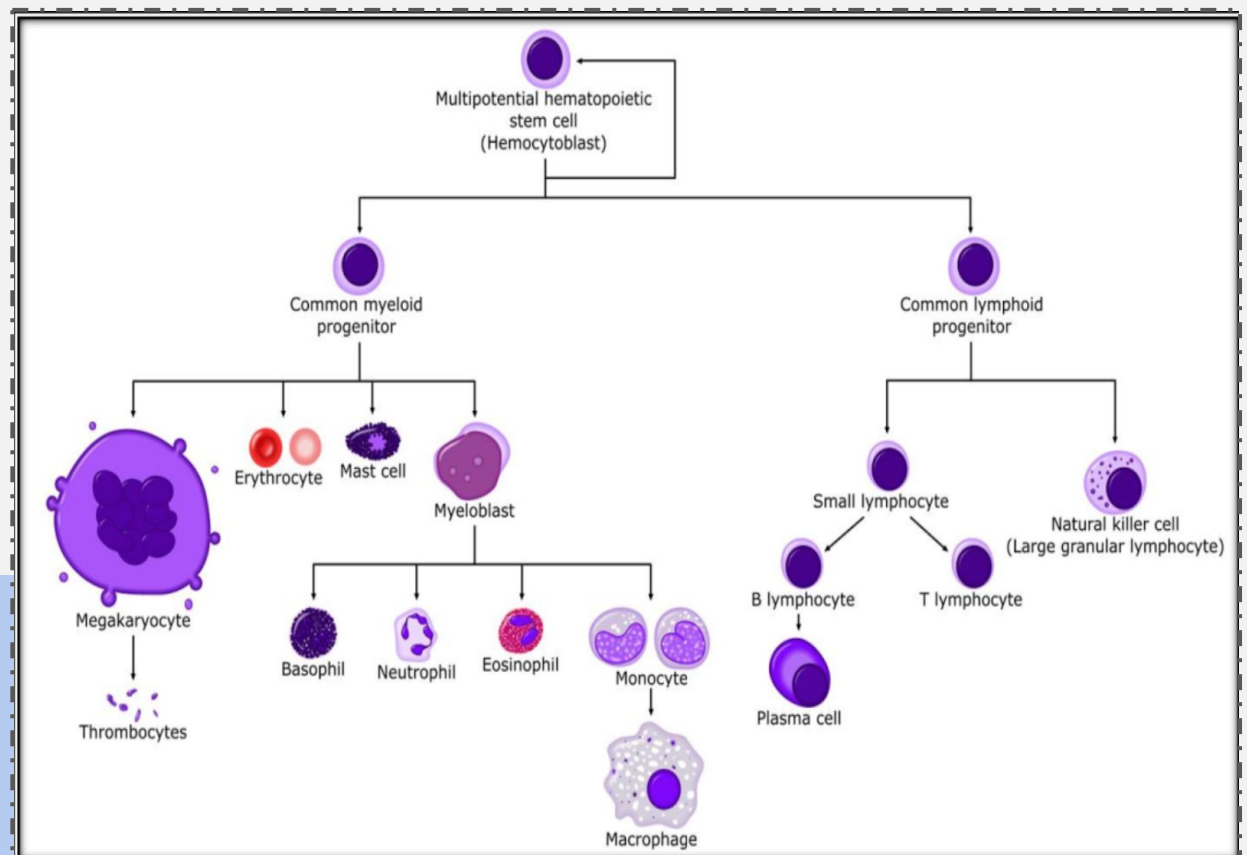 Multipotential hematopoietic
stem cell
(Hemocytoblast)
Common myeloid
progenitor
Common lymphoid
progenitor
Erythrocyte
Mast cell
Myeloblast
Small lymphocyte
Natural killer cell
(Large granular lymphocyte)
B lymphocyte
T lymphocyte
Megakaryocyte
Basophil
Neutrophil
Eosinophil
Monocyte
Plasma cell
Thrombocytes
Macrophage